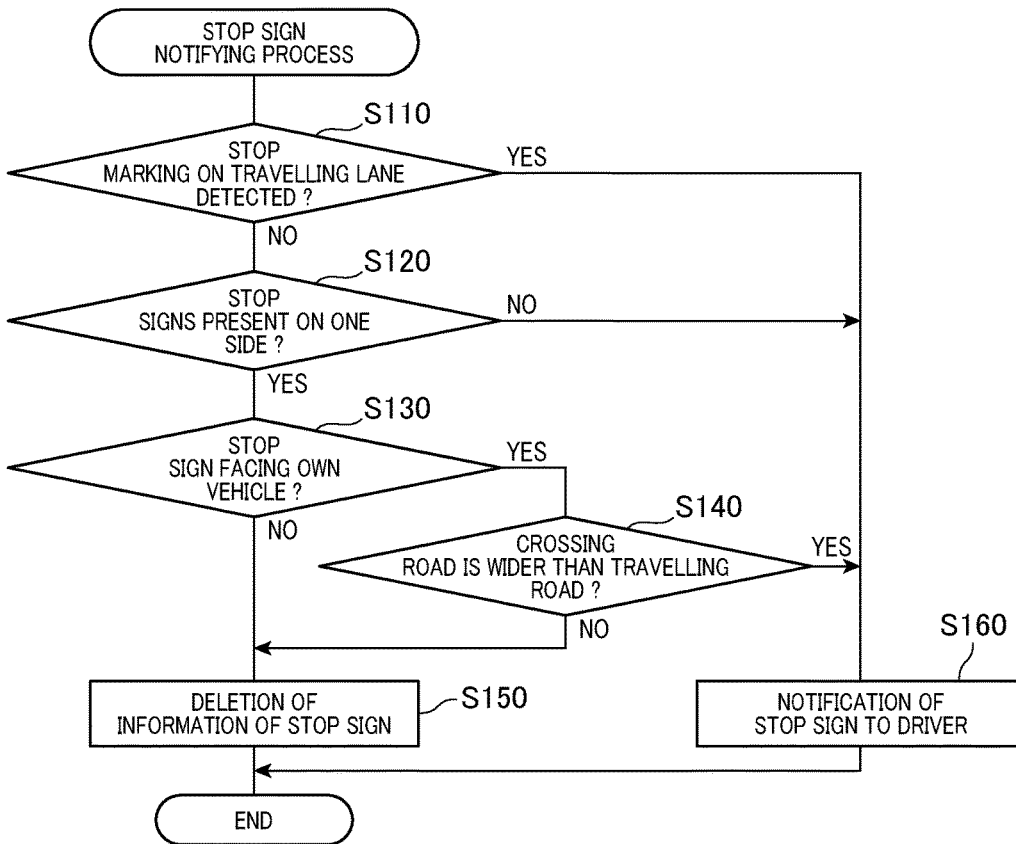 STOP SIGN
NOTIFYING PROCESS
S110
STOP
MARKING ON TRAVELLING LANE
DETECTED ?
YES
NO
S120
STOP
SIGNS PRESENT ON ONE
SIDE ?
NO
YES
S130
STOP
SIGN FACING OWN
VEHICLE ?
YES
NO
S140
CROSSING
ROAD IS WIDER THAN TRAVELLING
ROAD ?
YES
NO
DELETION OF
INFORMATION OF STOP SIGN
S150
S160
NOTIFICATION OF
STOP SIGN TO DRIVER
END